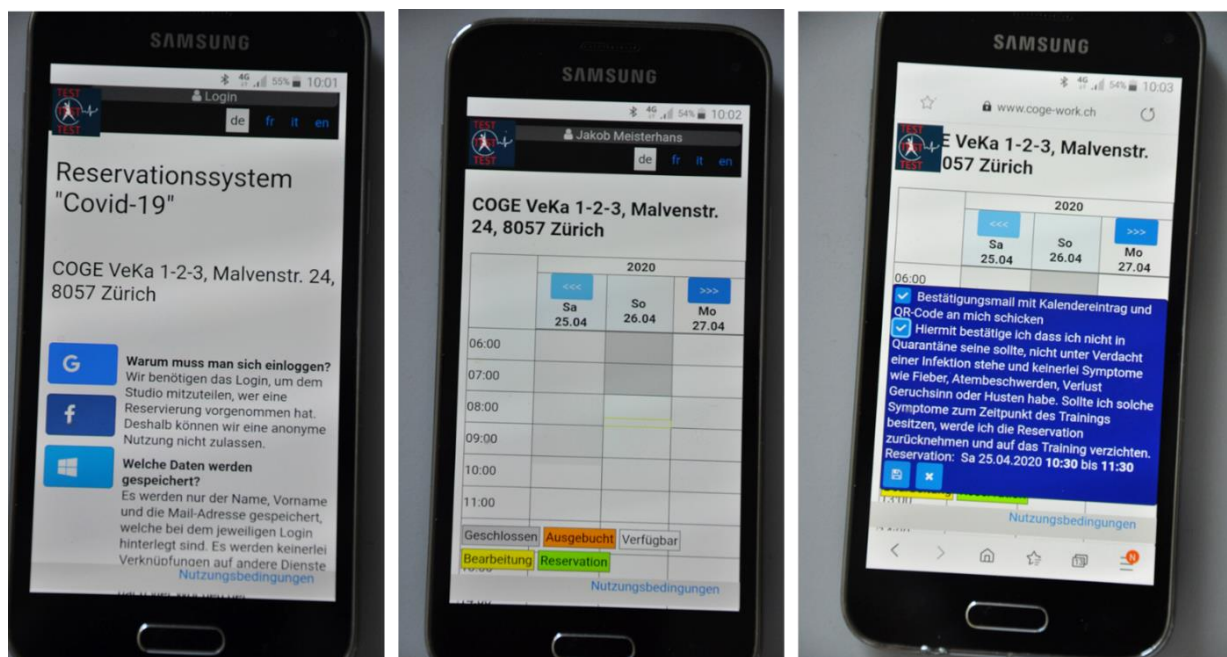 SAMSUNG
4G 55% 10:01
TEST
TEST
Login
de fr it en
Reservationssystem
"Covid-19"
COGE VeKa 1-2-3, Malvenstr. 24,
8057 Zürich
G
f
Warum muss man sich einloggen?
Wir benötigen das Login, um dem
Studio mitzuteilen, wer eine
Reservierung vorgenommen hat.
Deshalb können wir eine anonyme
Nutzung nicht zulassen.
Welche Daten werden
gespeichert?
Es werden nur der Name, Vorname
und die Mail-Adresse gespeichert,
welche bei dem jeweiligen Login
hinterlegt sind. Es werden keinerlei
Verknüpfungen auf andere Dienste
Nutzungsbedingungen
SAMSUNG
4G 54% 10:02
TEST
TEST
Jakob Meisterhans
de fr it en
COGE VeKa 1-2-3, Malvenstr.
24, 8057 Zürich
2020
<<< >>>
Sa So Mo
25.04 26.04 27.04
06:00
07:00
08:00
09:00
10:00
11:00
Geschlossen Ausgebucht Verfügbar
Bearbeitung Reservation
Nutzungsbedingungen
SAMSUNG
4G 54% 10:03
www.coge-work.ch
TEST
TEST
E VeKa 1-2-3, Malvenstr.
8057 Zürich
2020
<<< >>>
Sa So Mo
25.04 26.04 27.04
06:00
Bestätigungsmail mit Kalendereintrag und
QR-Code an mich schicken
Hiermit bestätige ich dass ich nicht in
Quarantäne seine sollte, nicht unter Verdacht
einer Infektion stehe und keinerlei Symptome
wie Fieber, Atembeschwerden, Verlust
Geruchsinn oder Husten habe. Sollte ich solche
Symptome zum Zeitpunkt des Trainings
besitzen, werde ich die Reservation
zurücknehmen und auf das Training verzichten.
Reservation: Sa 25.04.2020 10:30 bis 11:30
Nutzungsbedingungen
13
N